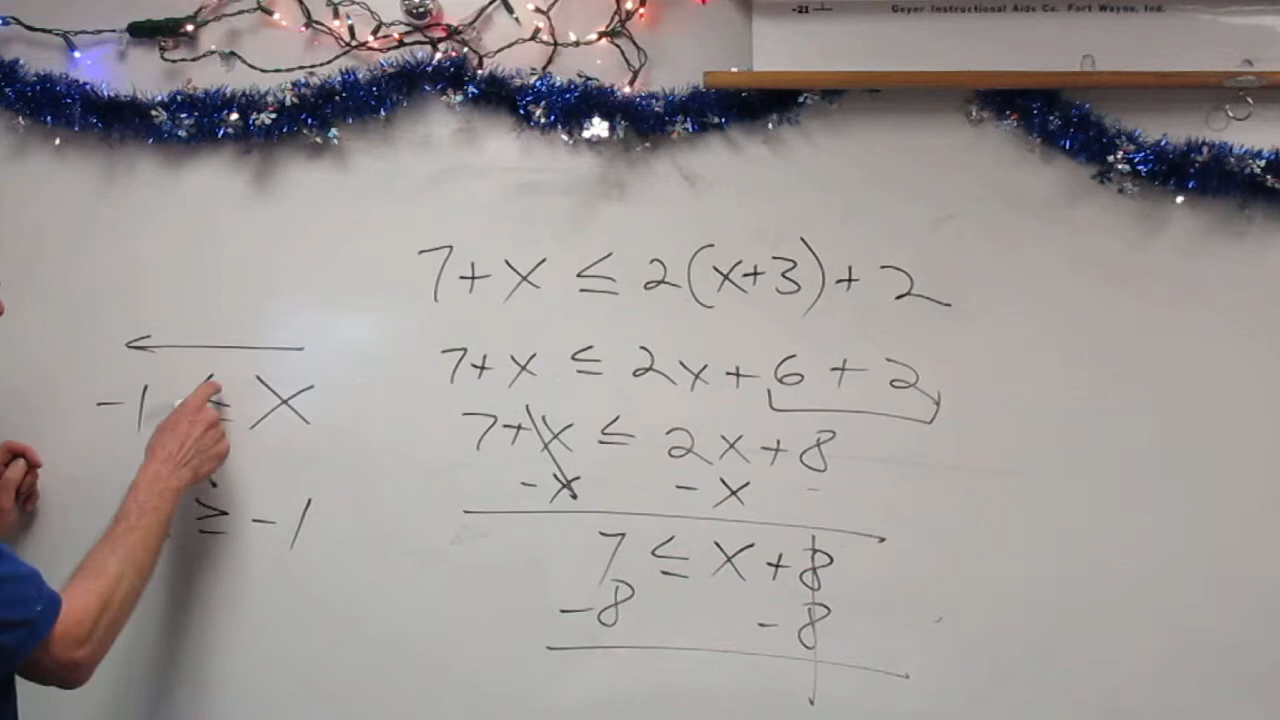 -21
Geyer Instructional Aids Co. Fort Wayne, Ind.
7+x ≤ 2(x+3)+2
7+x ≤ 2x+6+2
7+x ≤ 2x+8
-x -x
7 ≤ x+8
-8 -8
-1 ≤ x
≥ -1